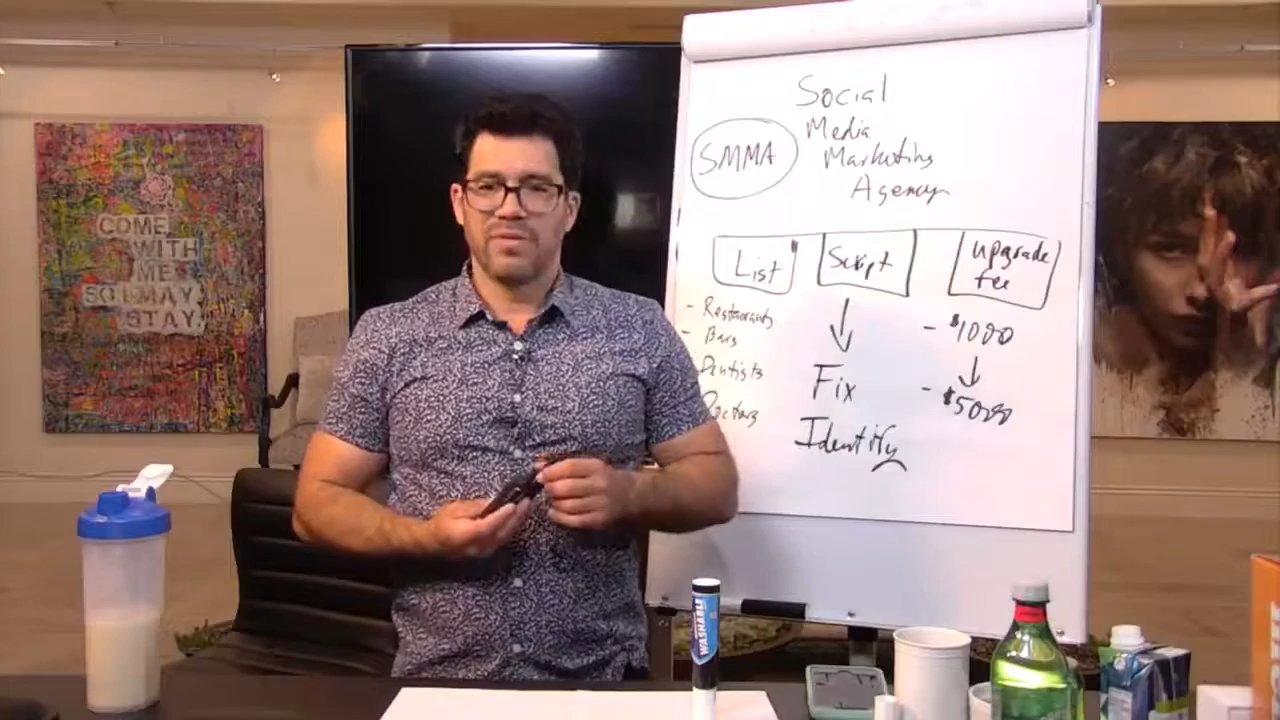 COME
WITH
ME
SO I MAY
STAY.
Social
Media
Marketing
Agency
SMMA
List
Script
upgrade
fee
- Restaurants
- Bars
- Dentists
Doctors
Fix
Identify
- $1000
- $5000
WASHABLE